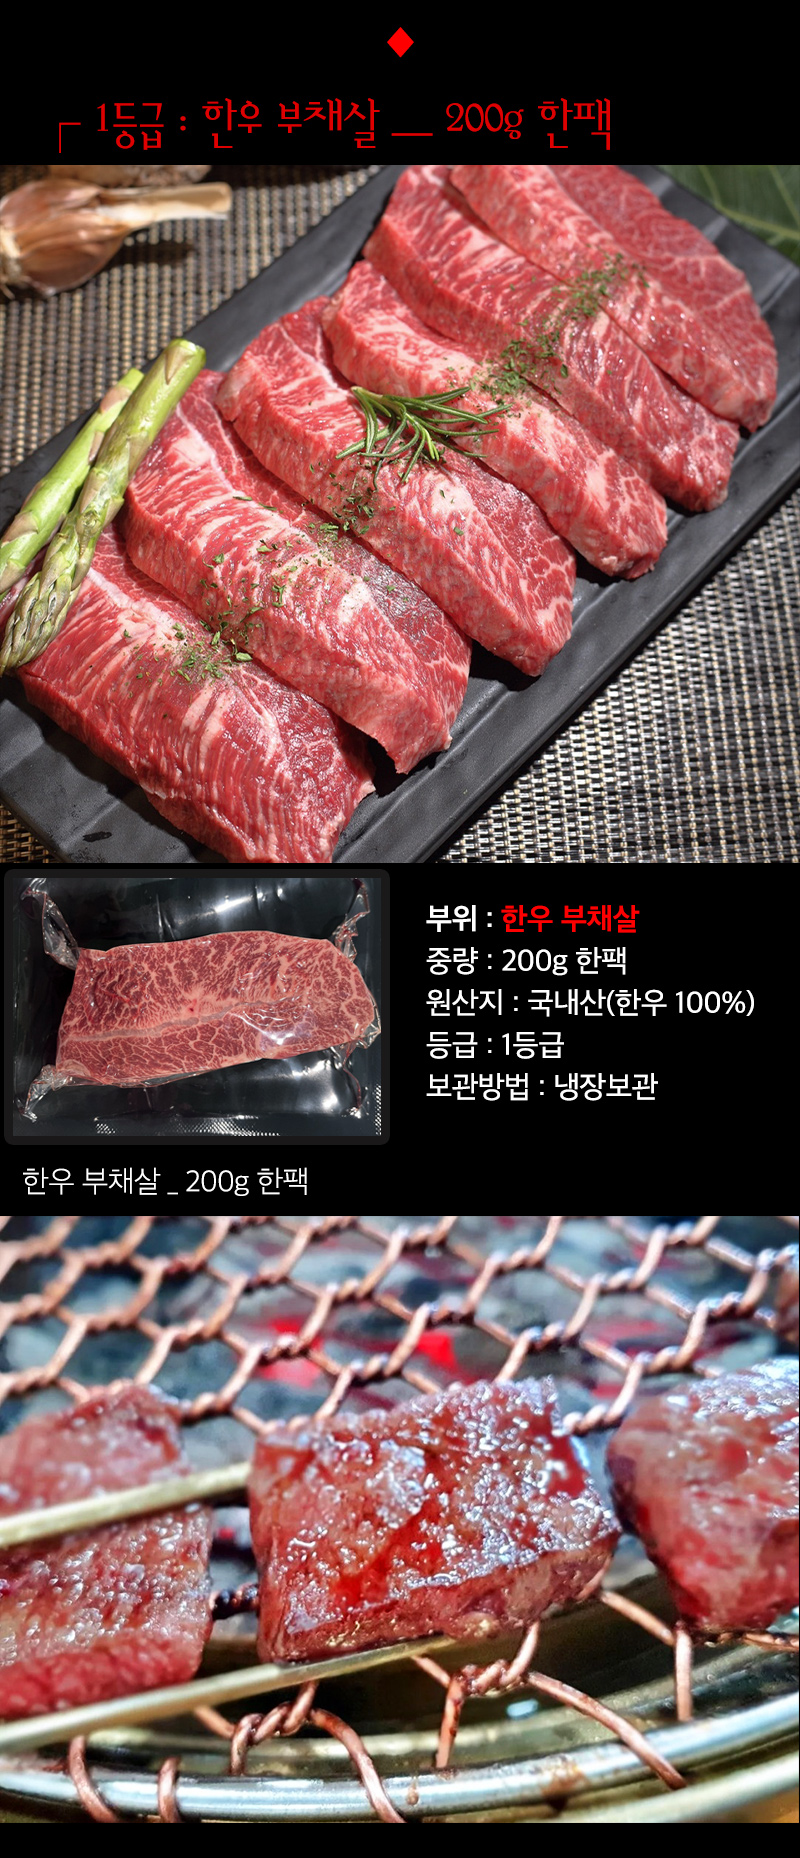 「 1등급 : 한우 부채살 __ 200g 한팩
부위 : 한우 부채살
중량 : 200g 한팩
원산지 : 국내산(한우 100%)
등급 : 1등급
보관방법 : 냉장보관
한우 부채살 _ 200g 한팩